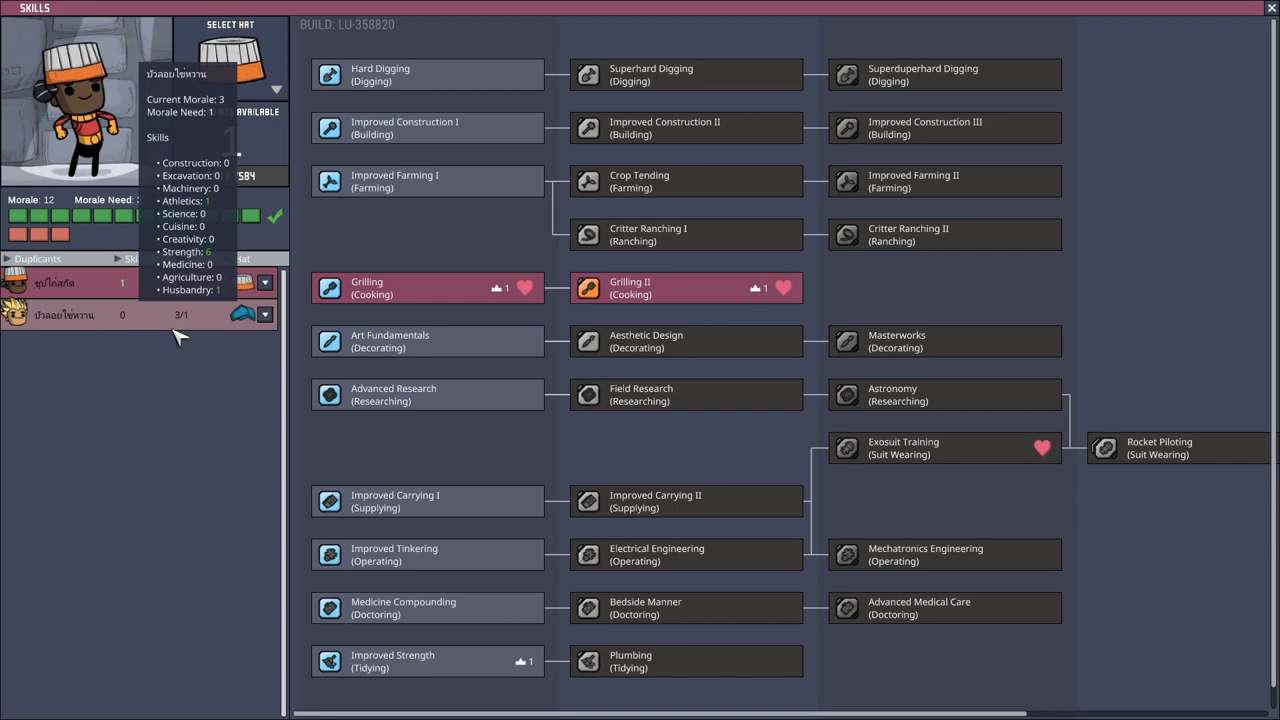 SKILLS
SELECT HAT
BUILD: LU-358820
บัวลอยไข่หวาน
Current Morale: 3
Morale Need: 1
Skills
• Construction: 0
• Excavation: 0
• Machinery: 0
• Athletics: 1
• Science: 0
• Cuisine: 0
• Creativity: 0
• Strength: 6
• Medicine: 0
• Agriculture: 0
• Husbandry: 1
AVAILABLE
Morale: 12
Morale Need:
Duplicants
Hat
ซุปไก่สกัด 1
บัวลอยไข่หวาน 0 3/1
Hard Digging
(Digging)
Superhard Digging
(Digging)
Superduperhard Digging
(Digging)
Improved Construction I
(Building)
Improved Construction II
(Building)
Improved Construction III
(Building)
Improved Farming I
(Farming)
Crop Tending
(Farming)
Improved Farming II
(Farming)
Critter Ranching I
(Ranching)
Critter Ranching II
(Ranching)
Grilling
(Cooking)
1
Grilling II
(Cooking)
1
Art Fundamentals
(Decorating)
Aesthetic Design
(Decorating)
Masterworks
(Decorating)
Advanced Research
(Researching)
Field Research
(Researching)
Astronomy
(Researching)
Exosuit Training
(Suit Wearing)
Rocket Piloting
(Suit Wearing)
Improved Carrying I
(Supplying)
Improved Carrying II
(Supplying)
Improved Tinkering
(Operating)
Electrical Engineering
(Operating)
Mechatronics Engineering
(Operating)
Medicine Compounding
(Doctoring)
Bedside Manner
(Doctoring)
Advanced Medical Care
(Doctoring)
Improved Strength
(Tidying)
1
Plumbing
(Tidying)